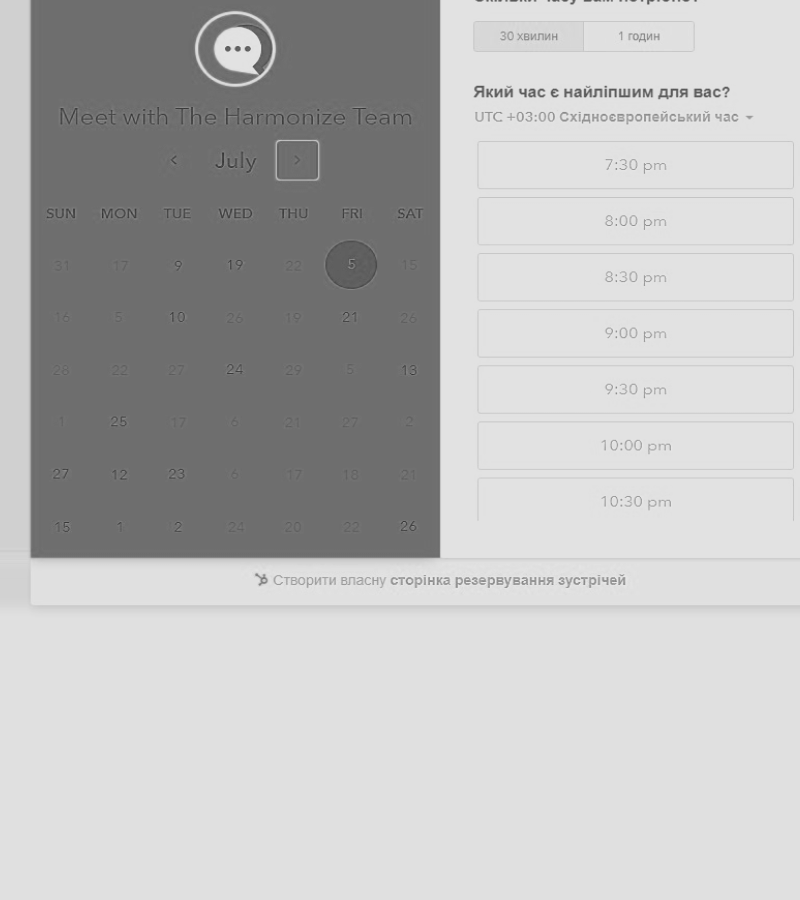 Meet with The Harmonize Team
July
SUN MON TUE WED THU FRI SAT
31 17 9 19 22 5 15
16 5 10 26 19 21 26
28 22 27 24 29 5 13
1 25 17 6 21 27 2
27 12 23 6 17 18 21
15 1 2 24 20 22 26
30 хвилин 1 годин
Який час є найліпшим для вас?
UTC +03:00 Східноєвропейський час
7:30 pm
8:00 pm
8:30 pm
9:00 pm
9:30 pm
10:00 pm
10:30 pm
Створити власну сторінка резервування зустрічей